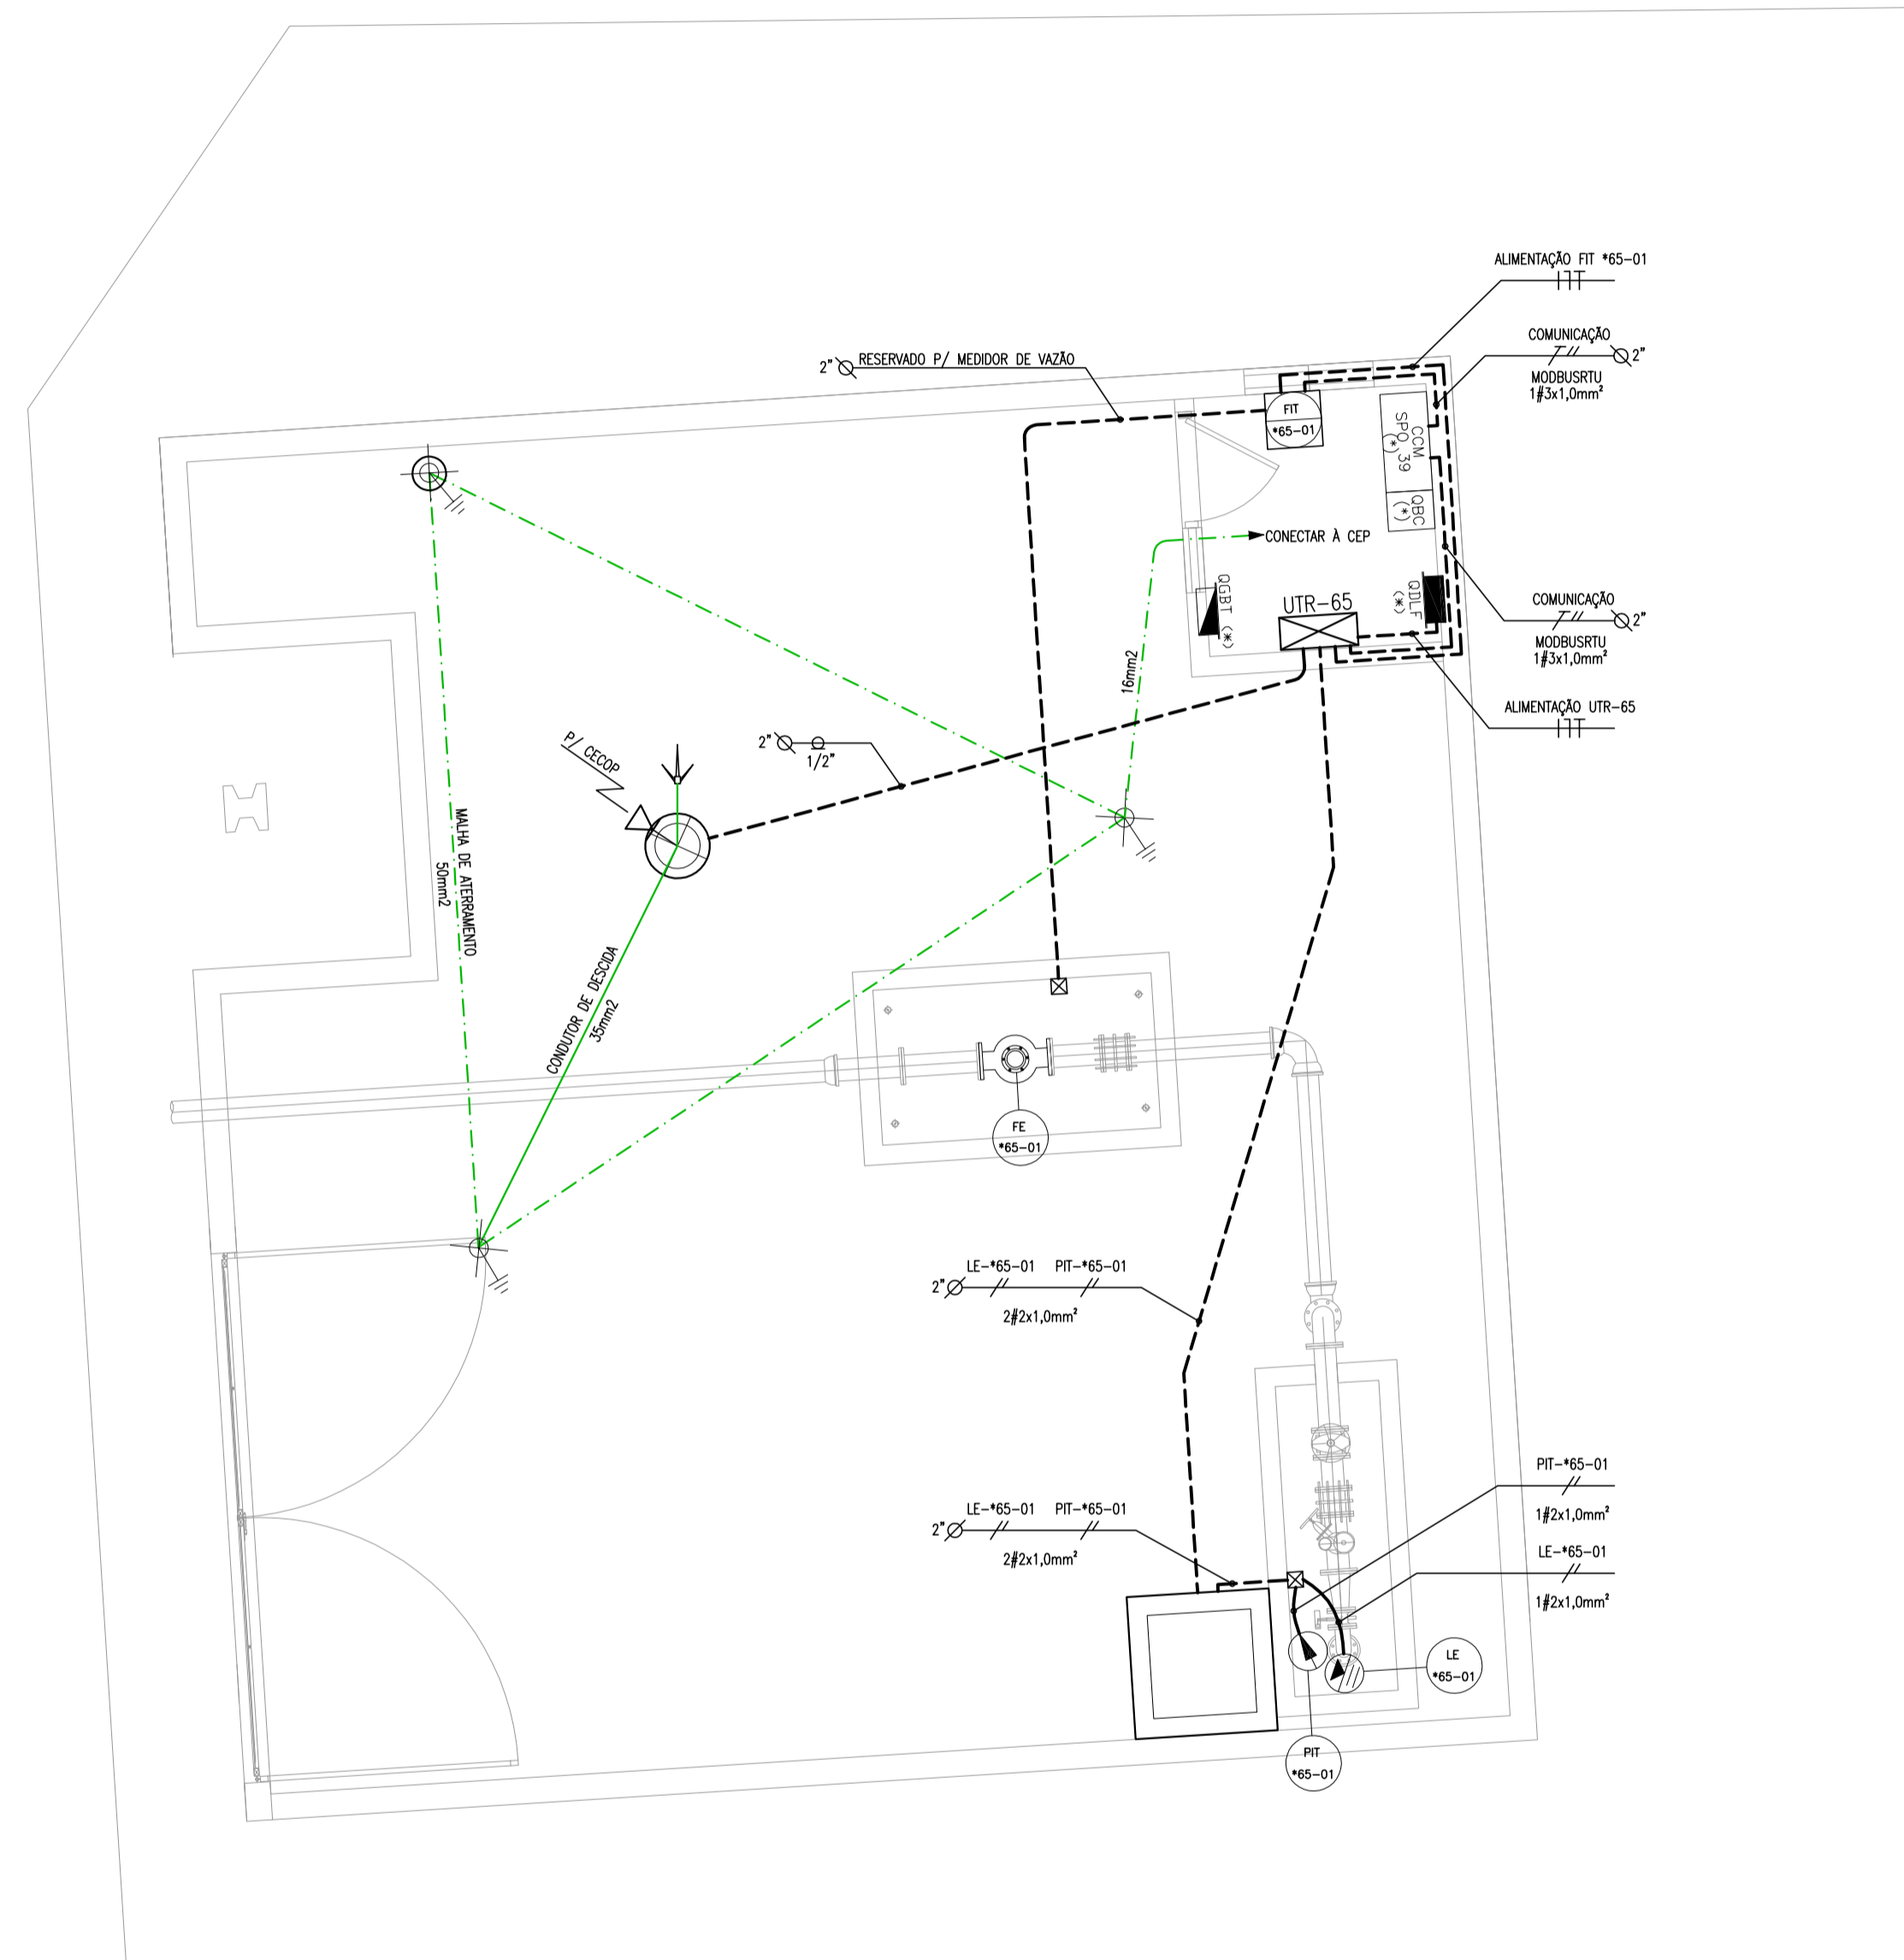 ALIMENTAÇÃO FIT *65-01
COMUNICAÇÃO
2"
MODBUSRTU
1#3x1,0mm²
2"
RESERVADO P/ MEDIDOR DE VAZÃO
FIT
*65-01
CCM
SPO 39
(*)
QBC
(*)
CONECTAR À CEP
QGBT (*)
UTR-65
QDLF
(*)
COMUNICAÇÃO
2"
MODBUSRTU
1#3x1,0mm²
ALIMENTAÇÃO UTR-65
16mm2
P/ CECOP
2"
1/2"
MALHA DE ATERRAMENTO
50mm2
CONDUTOR DE DESCIDA
35mm2
FE
*65-01
LE-*65-01 PIT-*65-01
2"
2#2x1,0mm²
PIT-*65-01
1#2x1,0mm²
LE-*65-01 PIT-*65-01
2"
2#2x1,0mm²
LE-*65-01
1#2x1,0mm²
LE
*65-01
PIT
*65-01